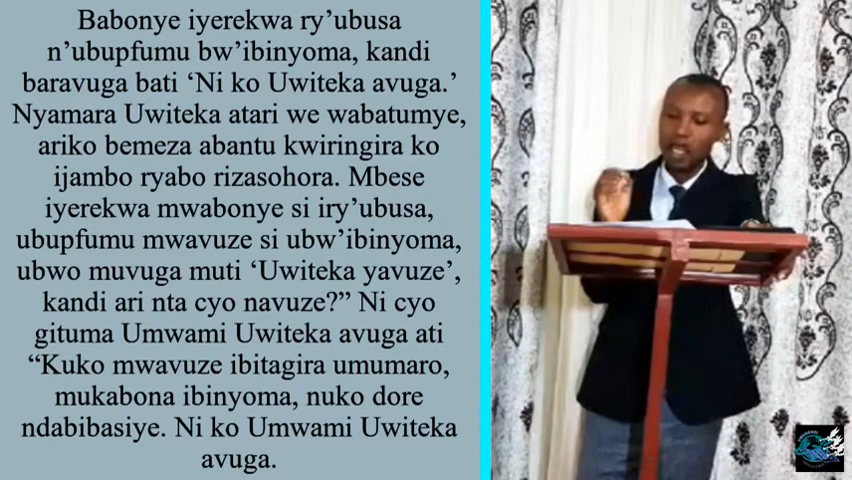 Babonye iyerekwa ry’ubusa
n’ubupfumu bw’ibinyoma, kandi
baravuga bati ‘Ni ko Uwiteka avuga.’
Nyamara Uwiteka atari we wabatumye,
ariko bemeza abantu kwiringira ko
ijambo ryabo rizasohora. Mbese
iyerekwa mwabonye si iry’ubusa,
ubupfumu mwavuze si ubw’ibinyoma,
ubwo muvuga muti ‘Uwiteka yavuze’,
kandi ari nta cyo navuze?” Ni cyo
gituma Umwami Uwiteka avuga ati
“Kuko mwavuze ibitagira umumaro,
mukabona ibinyoma, nuko dore
ndabibasiye. Ni ko Umwami Uwiteka
avuga.